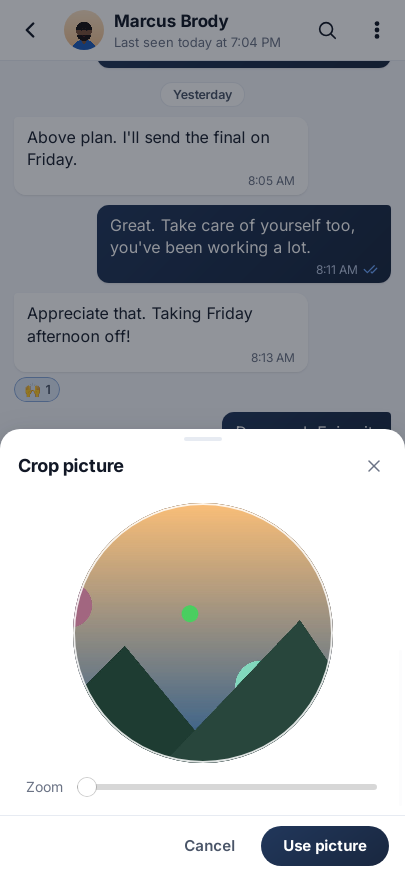 Marcus Brody
Last seen today at 7:04 PM
Yesterday
Above plan. I'll send the final on
Friday.
8:05 AM
Great. Take care of yourself too,
you've been working a lot.
8:11 AM
Appreciate that. Taking Friday
afternoon off!
8:13 AM
🙌 1
Crop picture
Zoom
Cancel
Use picture